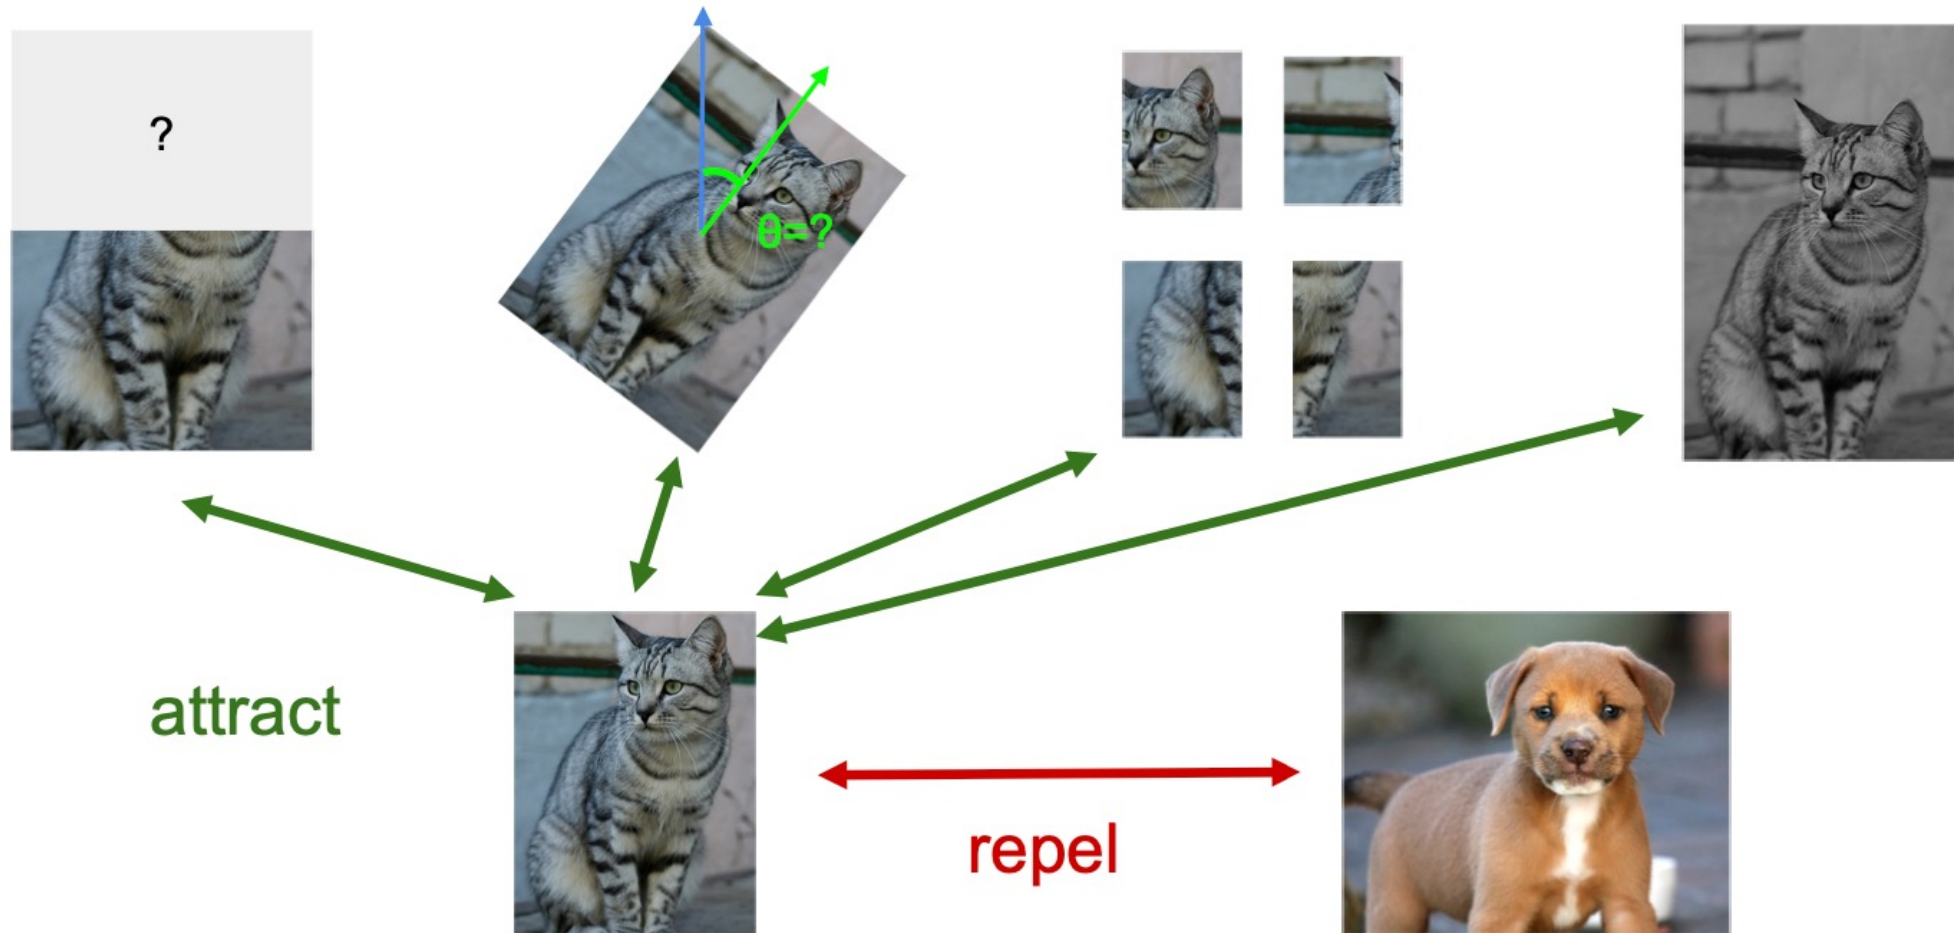 ?
θ=?
attract
repel